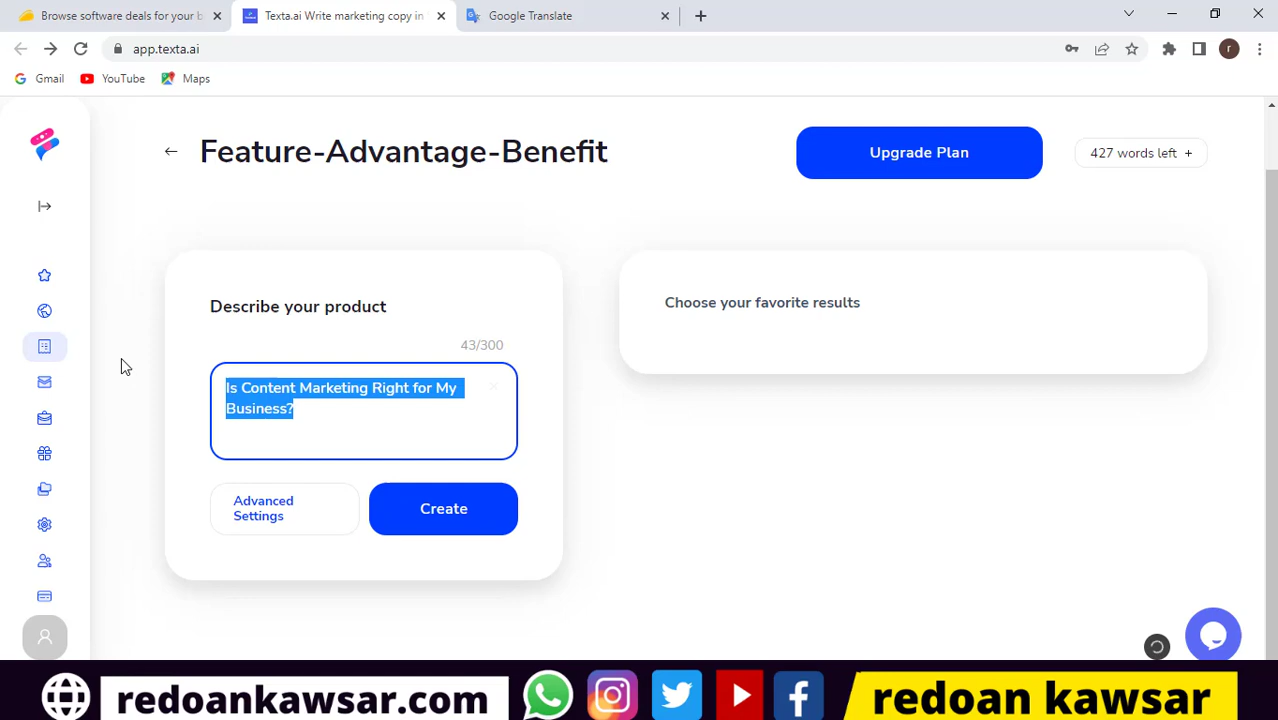 Browse software deals for your b
Texta.ai Write marketing copy in
Google Translate
app.texta.ai
Gmail
YouTube
Maps
r
Feature-Advantage-Benefit
Upgrade Plan
427 words left +
Describe your product
43/300
Is Content Marketing Right for My
Business?
Choose your favorite results
Advanced
Settings
Create
redoankawsar.com
redoan kawsar